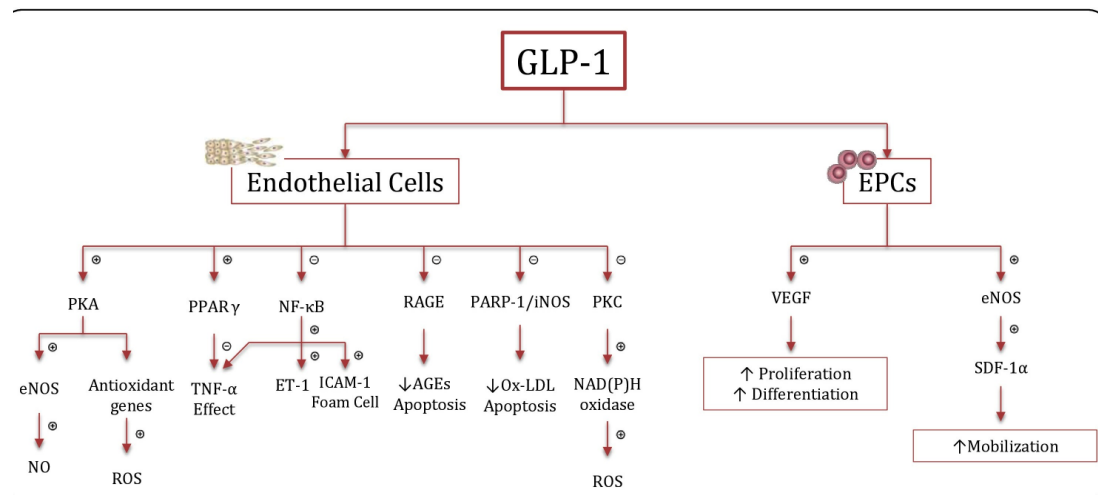 GLP-1
Endothelial Cells
EPCs
⊕ ⊕ ⊖ ⊖ ⊖ ⊖ ⊕ ⊕
PKA PPARγ NF-κB RAGE PARP-1/iNOS PKC VEGF eNOS
⊕ ⊖ ⊕ ⊕ ⊕ ⊕ ⊕
eNOS
Antioxidant
genes
TNF-α
Effect
ET-1
ICAM-1
Foam Cell
↓AGEs
Apoptosis
↓Ox-LDL
Apoptosis
NAD(P)H
oxidase
↑ Proliferation
↑ Differentiation
SDF-1α
⊕ ⊕ ⊕
NO
ROS
ROS
↑Mobilization